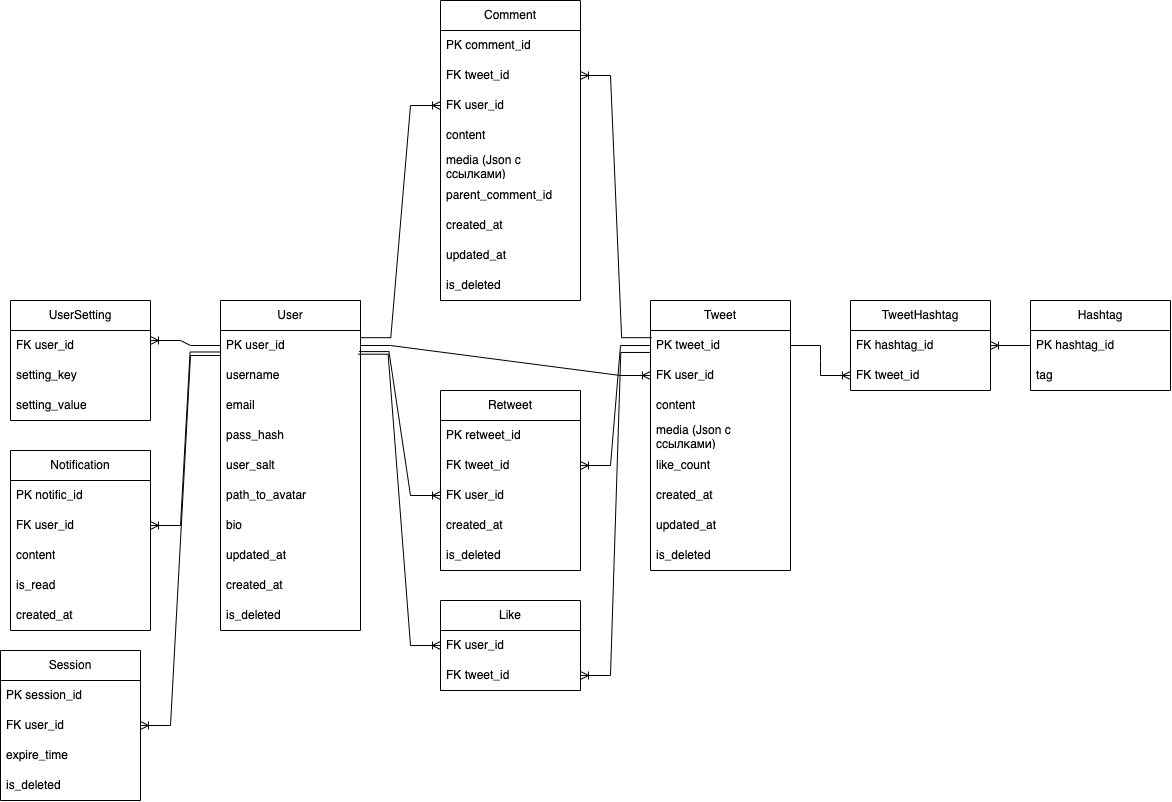 Comment
PK comment_id
FK tweet_id
FK user_id
content
media (Json с
ссылками)
parent_comment_id
created_at
updated_at
is_deleted
UserSetting
FK user_id
setting_key
setting_value
User
PK user_id
username
email
pass_hash
user_salt
path_to_avatar
bio
updated_at
created_at
is_deleted
Tweet
PK tweet_id
FK user_id
content
media (Json с
ссылками)
like_count
created_at
updated_at
is_deleted
TweetHashtag
FK hashtag_id
FK tweet_id
Hashtag
PK hashtag_id
tag
Retweet
PK retweet_id
FK tweet_id
FK user_id
created_at
is_deleted
Notification
PK notific_id
FK user_id
content
is_read
created_at
Like
FK user_id
FK tweet_id
Session
PK session_id
FK user_id
expire_time
is_deleted